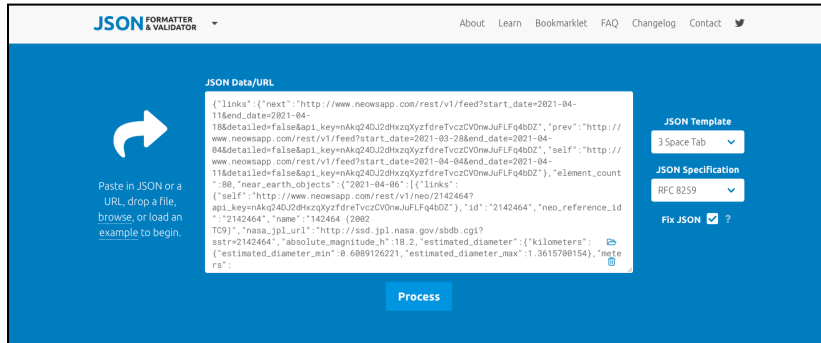 JSON FORMATTER & VALIDATOR
About Learn Bookmarklet FAQ Changelog Contact
JSON Data/URL
{"links":{"next":"http://www.neowsapp.com/rest/v1/feed?start_date=2021-04-
11&end_date=2021-04-
18&detailed=false&api_key=nAkq24DJ2dHxzqXyzfdreTvczCVOnwJuFLFq4bDZ","prev":"http://
www.neowsapp.com/rest/v1/feed?start_date=2021-03-28&end_date=2021-04-
04&detailed=false&api_key=nAkq24DJ2dHxzqXyzfdreTvczCVOnwJuFLFq4bDZ","self":"http://
www.neowsapp.com/rest/v1/feed?start_date=2021-04-04&end_date=2021-04-
11&detailed=false&api_key=nAkq24DJ2dHxzqXyzfdreTvczCVOnwJuFLFq4bDZ"},"element_count
":80,"near_earth_objects":{"2021-04-06":[{"links":
{"self":"http://www.neowsapp.com/rest/v1/neo/2142464?
api_key=nAkq24DJ2dHxzqXyzfdreTvczCVOnwJuFLFq4bDZ"},"id":"2142464","neo_reference_id
":"2142464","name":"142464 (2002
TC9)","nasa_jpl_url":"http://ssd.jpl.nasa.gov/sbdb.cgi?
sstr=2142464","absolute_magnitude_h":18.2,"estimated_diameter":{"kilometers":
{"estimated_diameter_min":0.6089126221,"estimated_diameter_max":1.3615700154},"mete
rs":
Paste in JSON or a
URL, drop a file,
browse, or load an
example to begin.
JSON Template
3 Space Tab
JSON Specification
RFC 8259
Fix JSON ?
Process